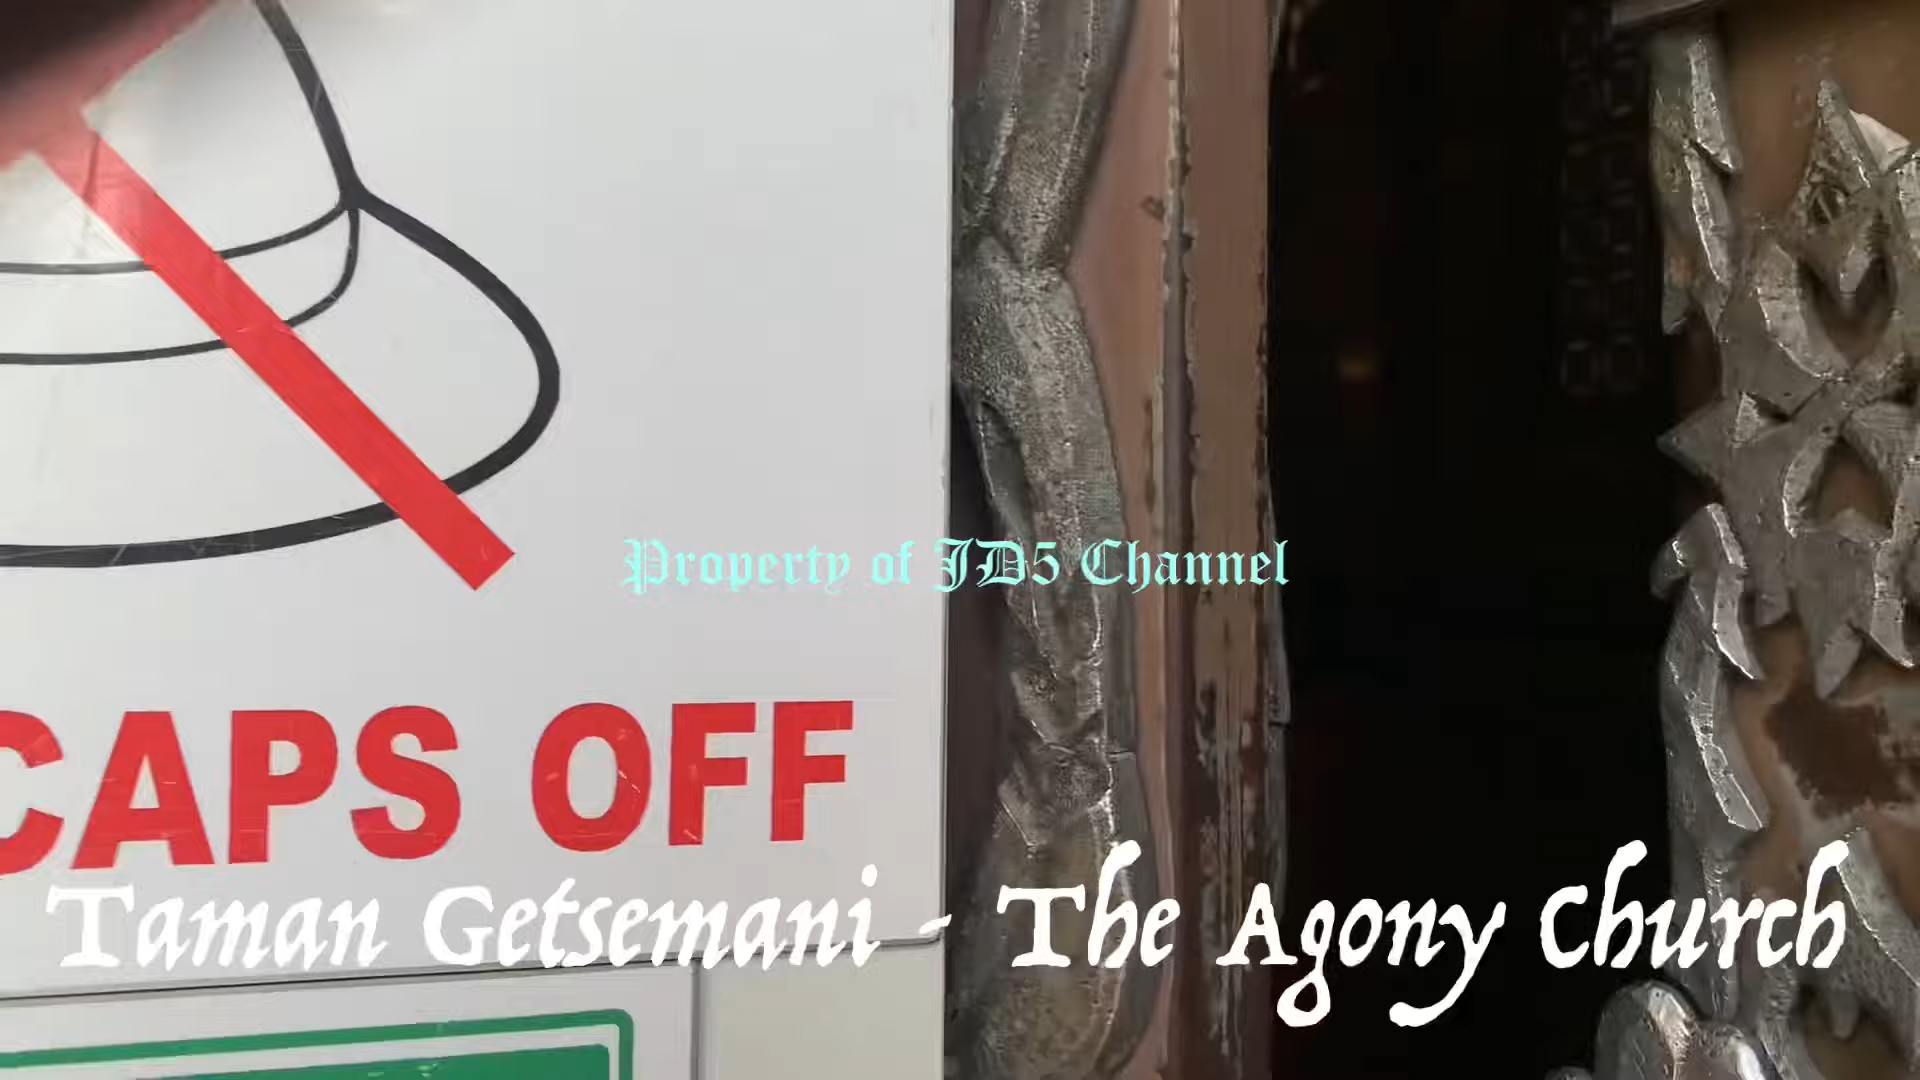 Property of JD5 Channel
CAPS OFF
Taman Getsemani - The Agony Church